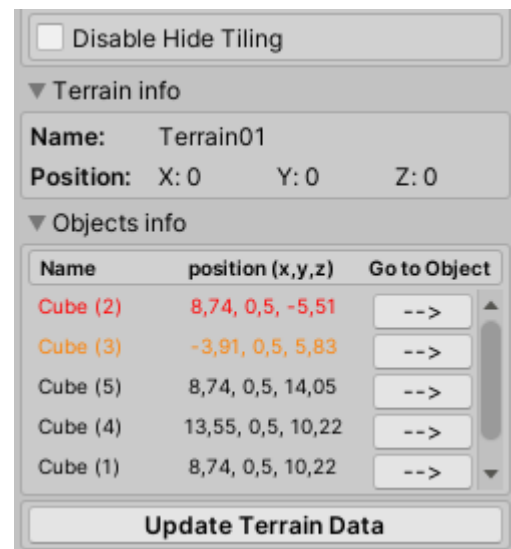 Disable Hide Tiling
Terrain info
Name: Terrain01
Position: X: 0 Y: 0 Z: 0
Objects info
Name position (x,y,z) Go to Object
Cube (2) 8,74, 0,5, -5,51 -->
Cube (3) -3,91, 0,5, 5,83 -->
Cube (5) 8,74, 0,5, 14,05 -->
Cube (4) 13,55, 0,5, 10,22 -->
Cube (1) 8,74, 0,5, 10,22 -->
Update Terrain Data